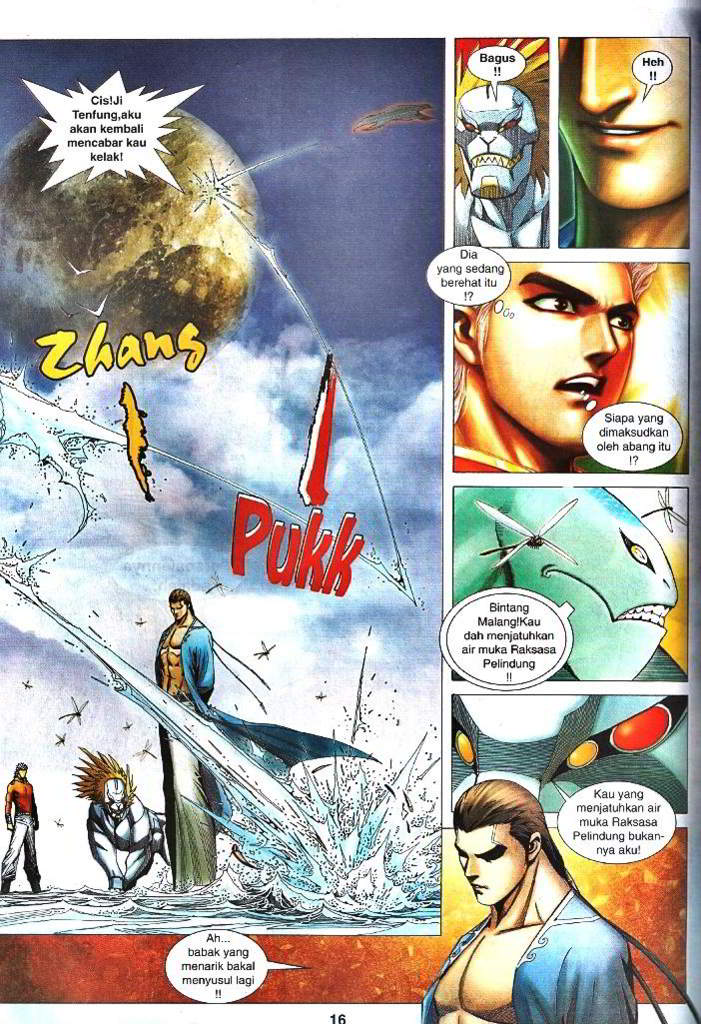 Cis!Ji
Tenfung,aku
akan kembali
mencabar kau
kelak!
Zhang
!
Pukk
!
Bagus
!!
Heh
!!
Dia
yang sedang
berehat itu
!?
Siapa yang
dimaksudkan
oleh abang itu
!?
Bintang
Malang!Kau
dah menjatuhkan
air muka Raksasa
Pelindung
!!
Kau yang
menjatuhkan air
muka Raksasa
Pelindung bukan-
nya aku!
Ah...
babak yang
menarik bakal
menyusul lagi
!!
16